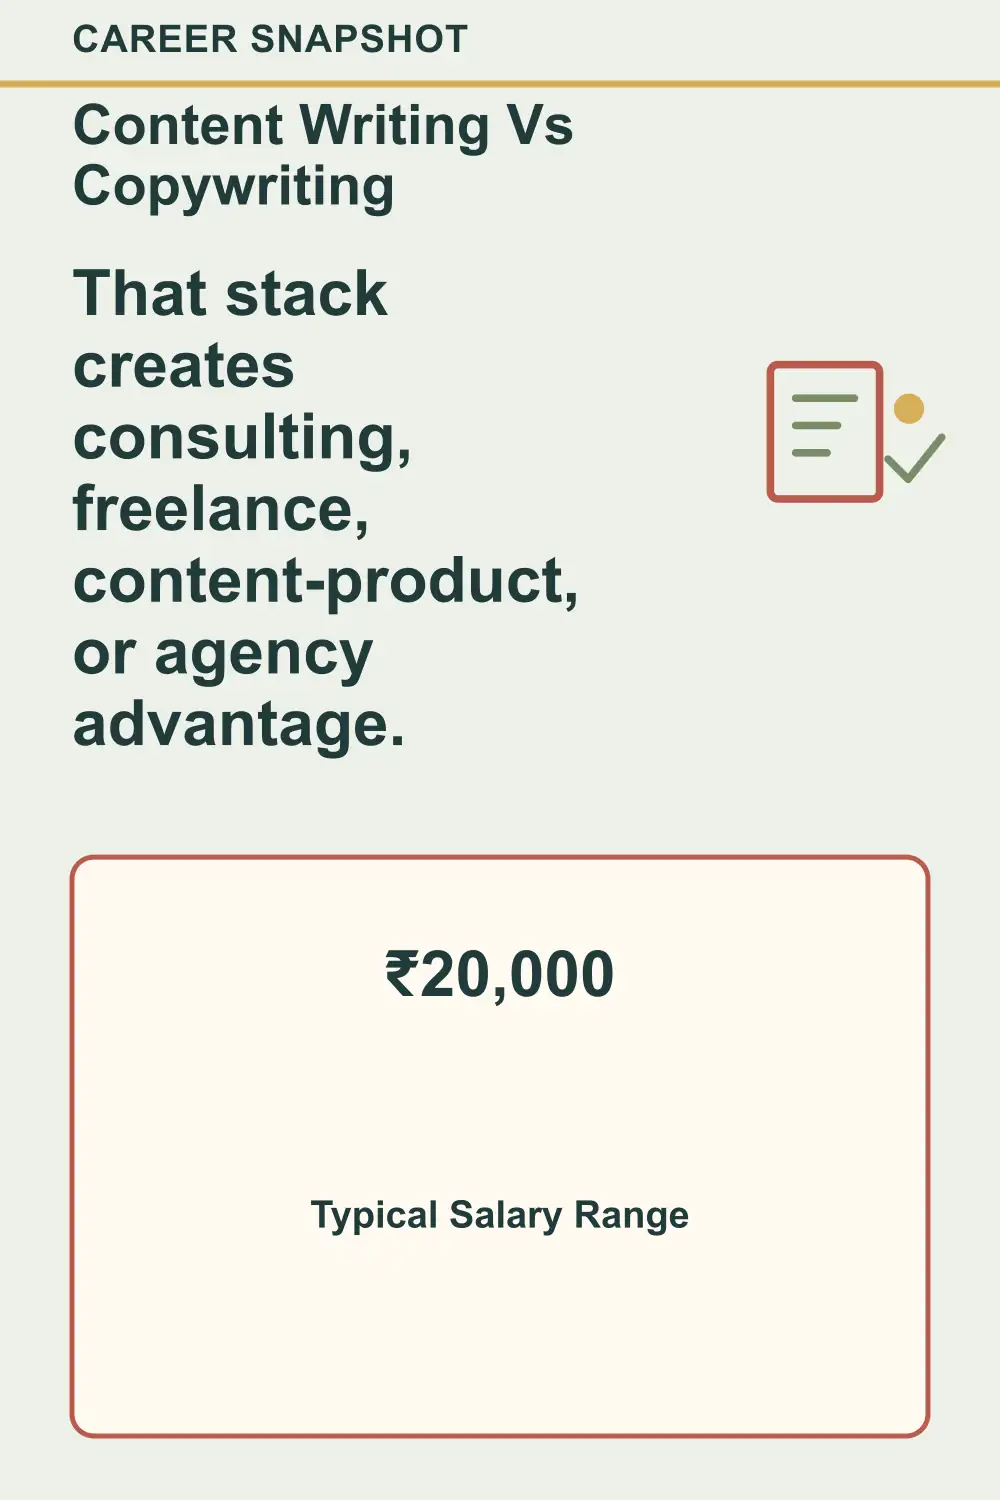 CAREER SNAPSHOT
Content Writing Vs
Copywriting
That stack
creates
consulting,
freelance,
content-product,
or agency
advantage.
₹20,000
Typical Salary Range